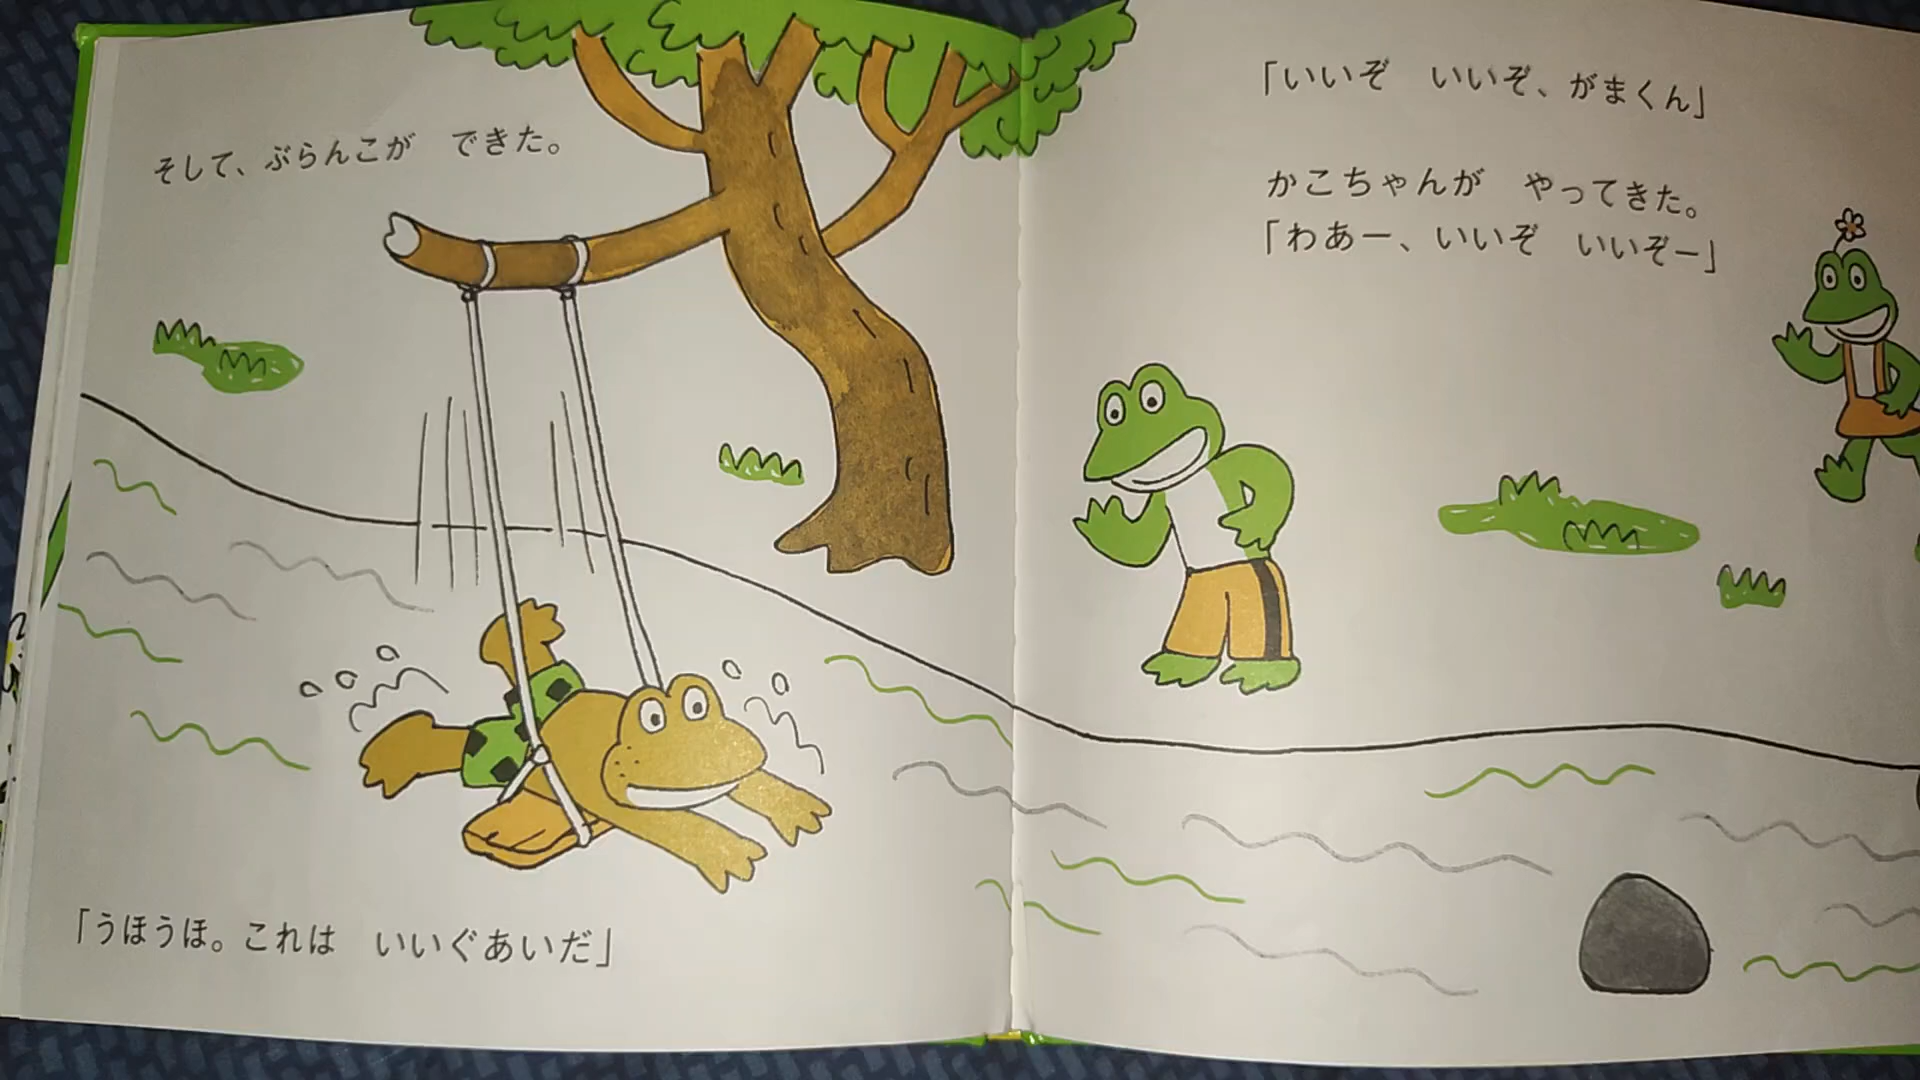 そして、ぶらんこが　できた。
「うほうほ。これは　いいぐあいだ」
「いいぞ　いいぞ、がまくん」
かこちゃんが　やってきた。
「わあー、いいぞ　いいぞー」